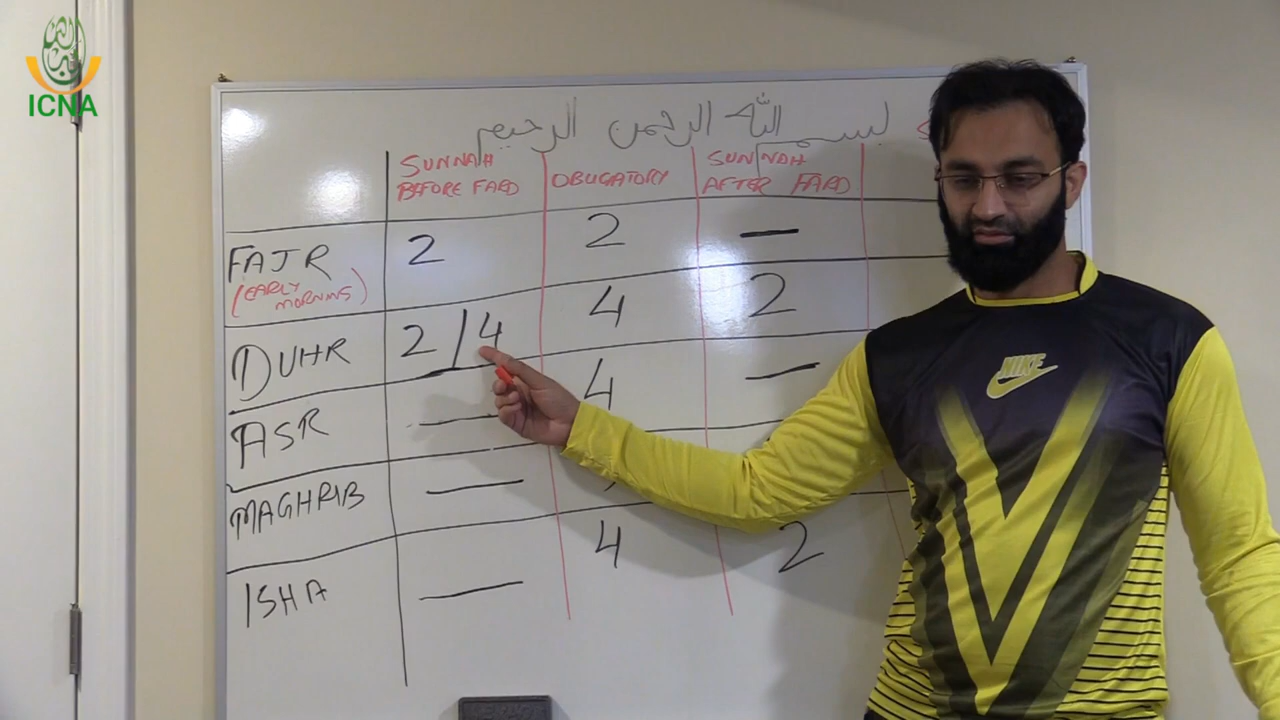 ICNA
بسم الله الرحمن الرحيم
SUNNAH BEFORE FARD
OBLIGATORY
SUNNAH AFTER FARD
FAJR (EARLY MORNING) 2 2 —
DUHR 2/4 4 2
ASR — 4 —
MAGHRIB —
ISHA — 4 2
NIKE